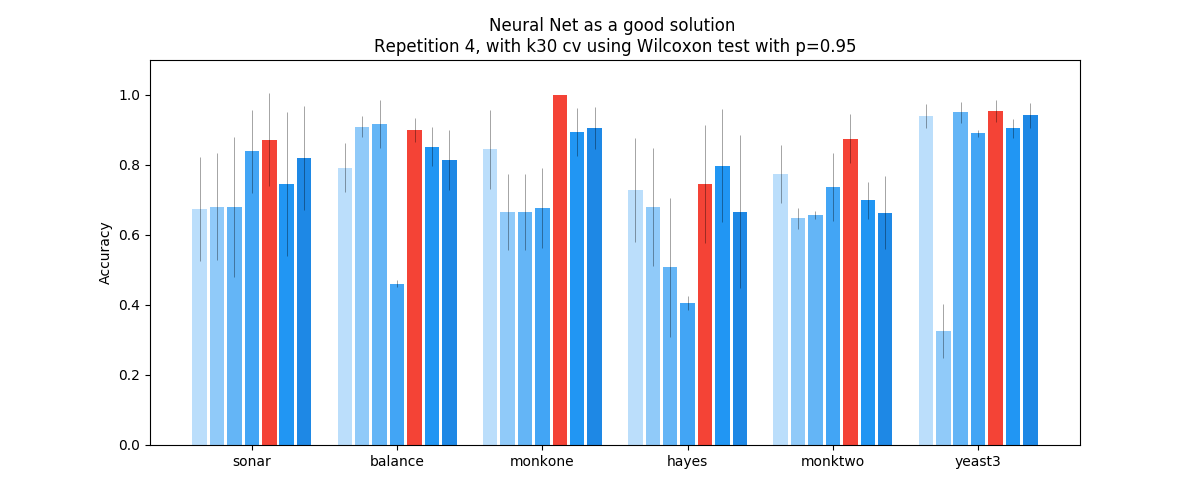 Neural Net as a good solution
Repetition 4, with k30 cv using Wilcoxon test with p=0.95
Accuracy
1.0
0.8
0.6
0.4
0.2
0.0
sonar balance monkone hayes monktwo yeast3